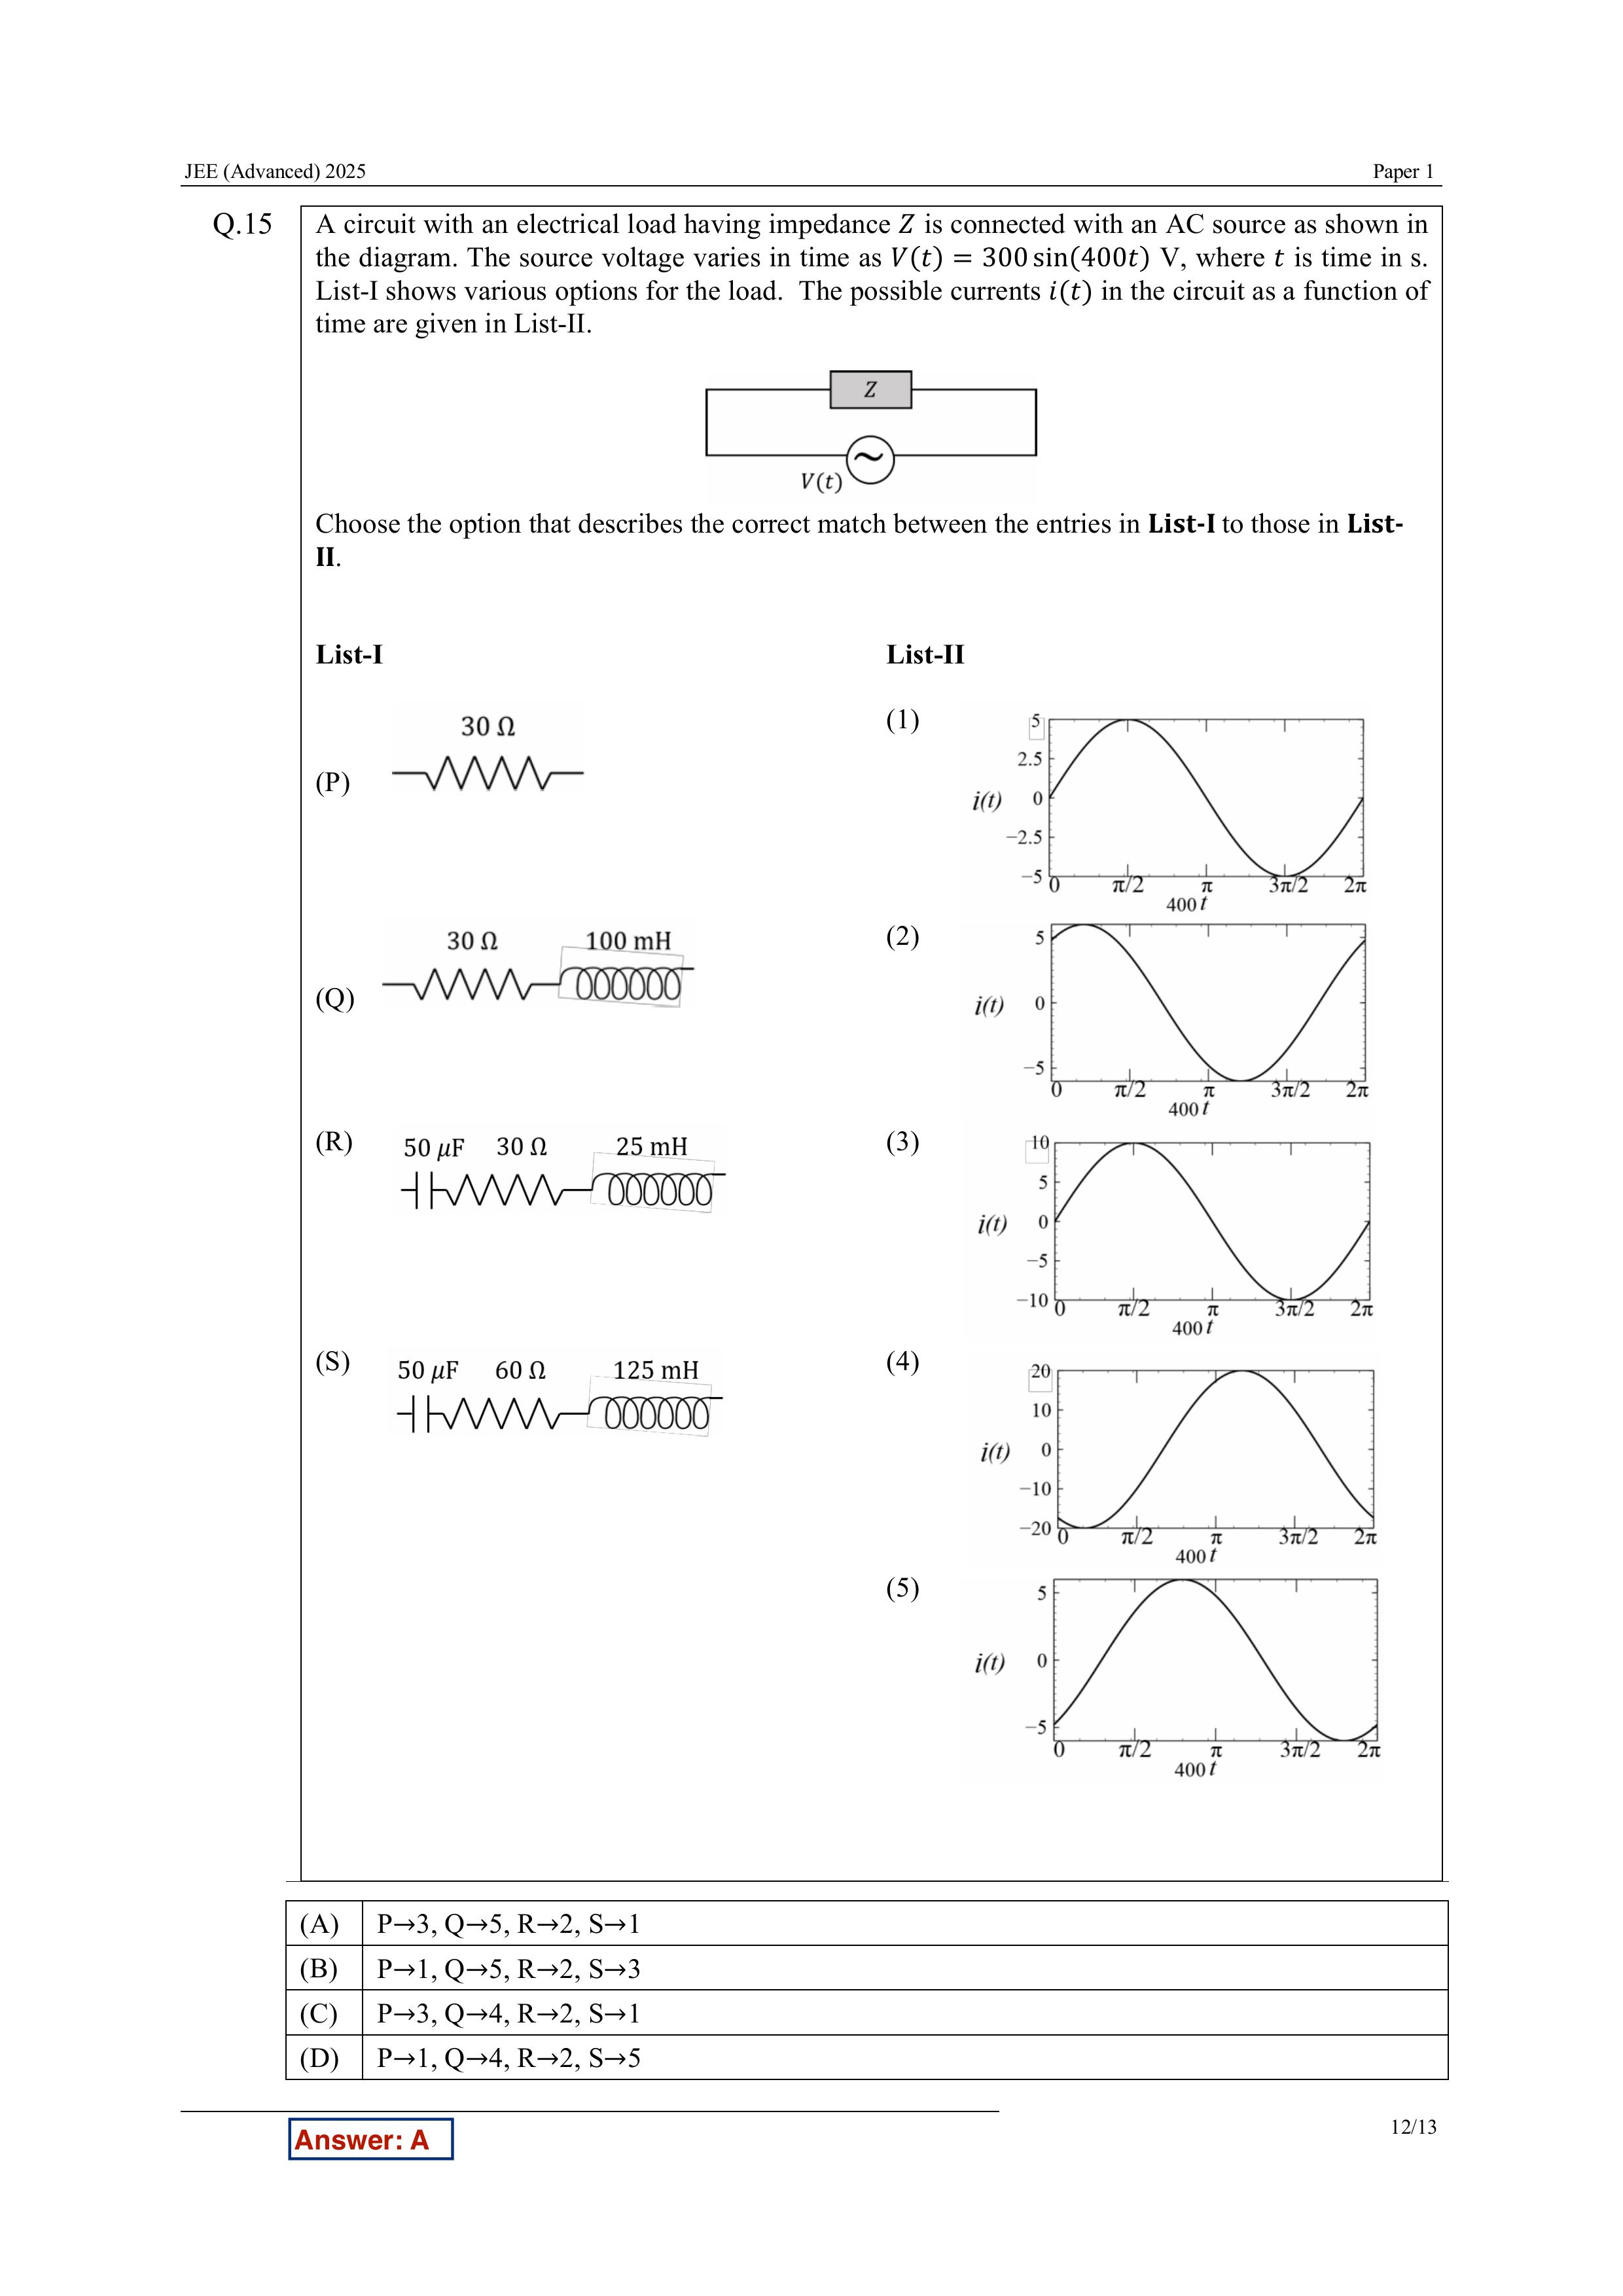 JEE (Advanced) 2025 Paper 1
Q.15 A circuit with an electrical load having impedance Z is connected with an AC source as shown in
the diagram. The source voltage varies in time as V(t) = 300 sin(400t) V, where t is time in s.
List-I shows various options for the load. The possible currents i(t) in the circuit as a function of
time are given in List-II.
Z
V(t)
Choose the option that describes the correct match between the entries in List-I to those in List-
II.
List-I List-II
(P) 30 Ω
(1)
5
2.5
i(t) 0
−2.5
−5
0 π/2 π 3π/2 2π
400 t
(Q) 30 Ω 100 mH
(2)
5
i(t) 0
−5
0 π/2 π 3π/2 2π
400 t
(R) 50 μF 30 Ω 25 mH
(3)
10
5
i(t) 0
−5
−10
0 π/2 π 3π/2 2π
400 t
(S) 50 μF 60 Ω 125 mH
(4)
20
10
i(t) 0
−10
−20
0 π/2 π 3π/2 2π
400 t
(5)
5
i(t) 0
−5
0 π/2 π 3π/2 2π
400 t
(A) P→3, Q→5, R→2, S→1
(B) P→1, Q→5, R→2, S→3
(C) P→3, Q→4, R→2, S→1
(D) P→1, Q→4, R→2, S→5
12/13
Answer: A